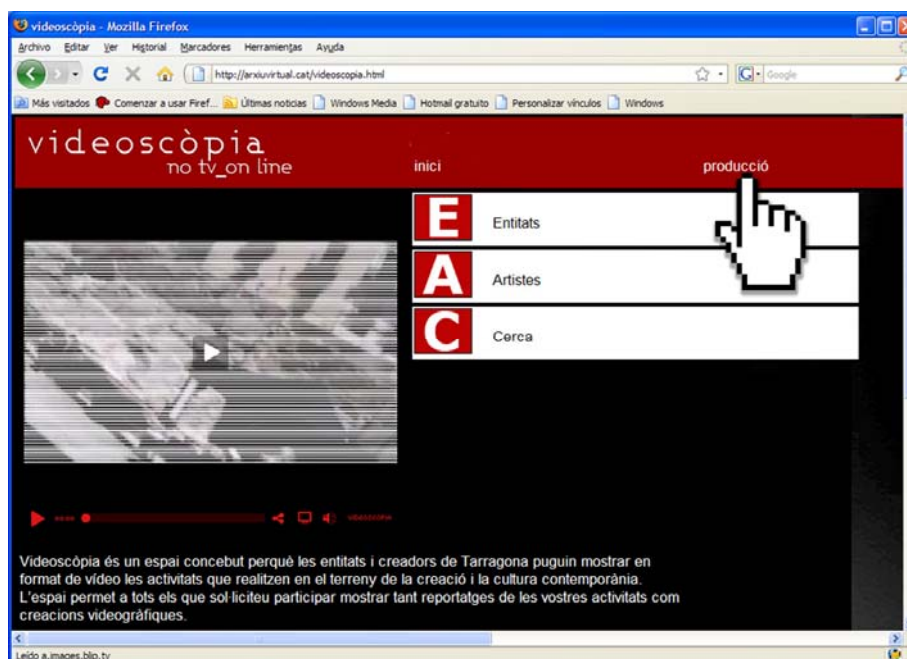 videoscòpia - Mozilla Firefox
Archivo Editar Ver Historial Marcadores Herramientas Ayuda
http://arxiuvirtual.cat/videoscopia.html
G Google
Más visitados Comenzar a usar Firef... Últimas noticias Windows Media Hotmail gratuito Personalizar vínculos Windows
videoscòpia
no tv_on line
inici producció
E Entitats
A Artistes
C Cerca
Videoscòpia és un espai concebut perquè les entitats i creadors de Tarragona puguin mostrar en
format de vídeo les activitats que realitzen en el terreny de la creació i la cultura contemporània.
L'espai permet a tots els que sol·liciteu participar mostrar tant reportatges de les vostres activitats com
creacions videogràfiques.
Leído a.images.blip.tv